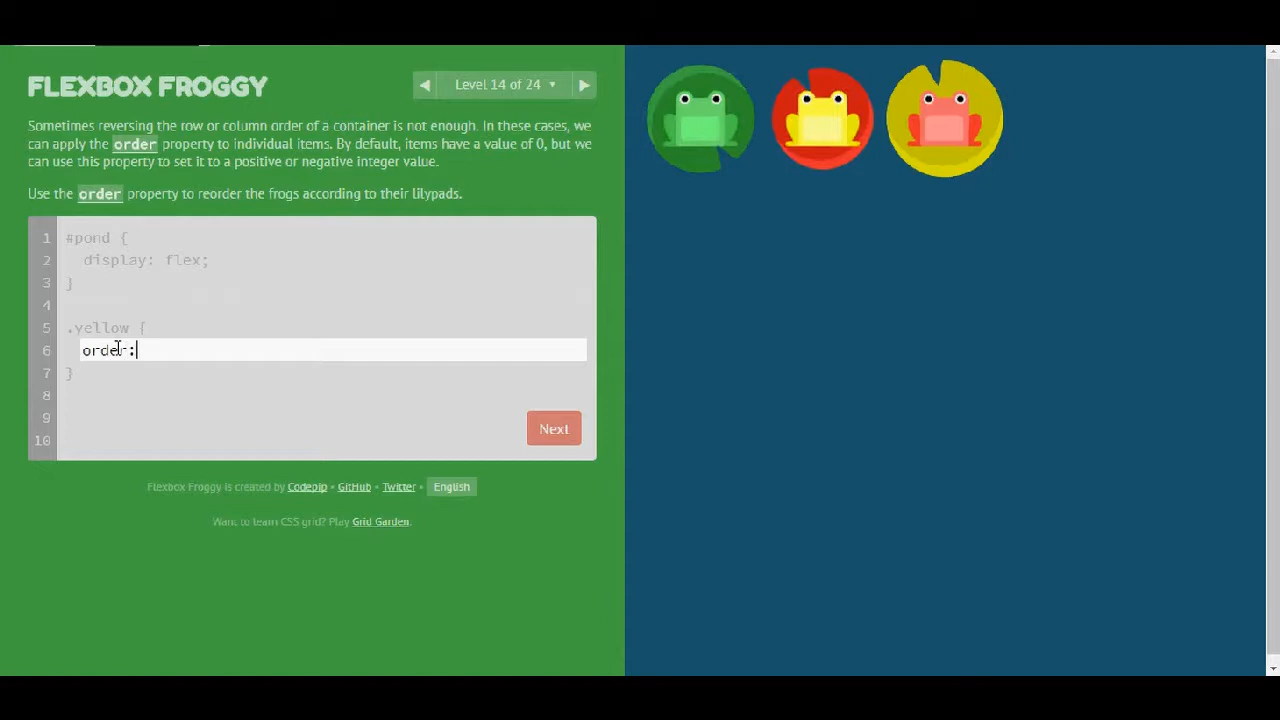 FLEXBOX FROGGY
◀ Level 14 of 24 ▼ ▶
Sometimes reversing the row or column order of a container is not enough. In these cases, we
can apply the order property to individual items. By default, items have a value of 0, but we
can use this property to set it to a positive or negative integer value.
Use the order property to reorder the frogs according to their lilypads.
1 #pond {
2 display: flex;
3 }
4
5 .yellow {
6 order:
7 }
8
9
10
Next
Flexbox Froggy is created by Codepip • GitHub • Twitter • English
Want to learn CSS grid? Play Grid Garden.